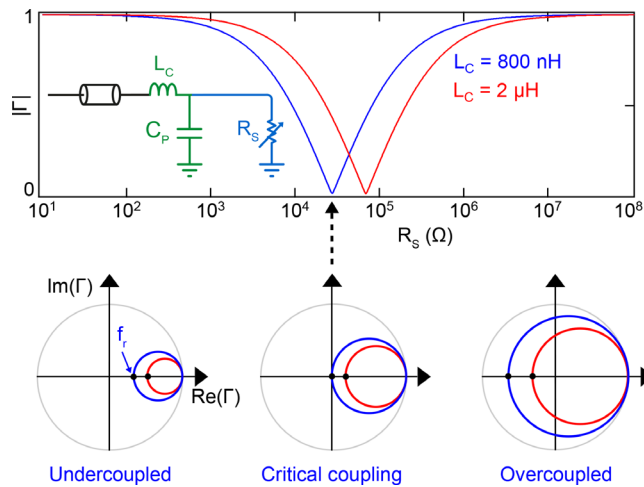 1
|Γ|
0
L_C
C_P
R_S
L_C = 800 nH
L_C = 2 µH
10^1 10^2 10^3 10^4 10^5 10^6 10^7 10^8
R_S (Ω)
Im(Γ)
f_r
Re(Γ)
Undercoupled Critical coupling Overcoupled